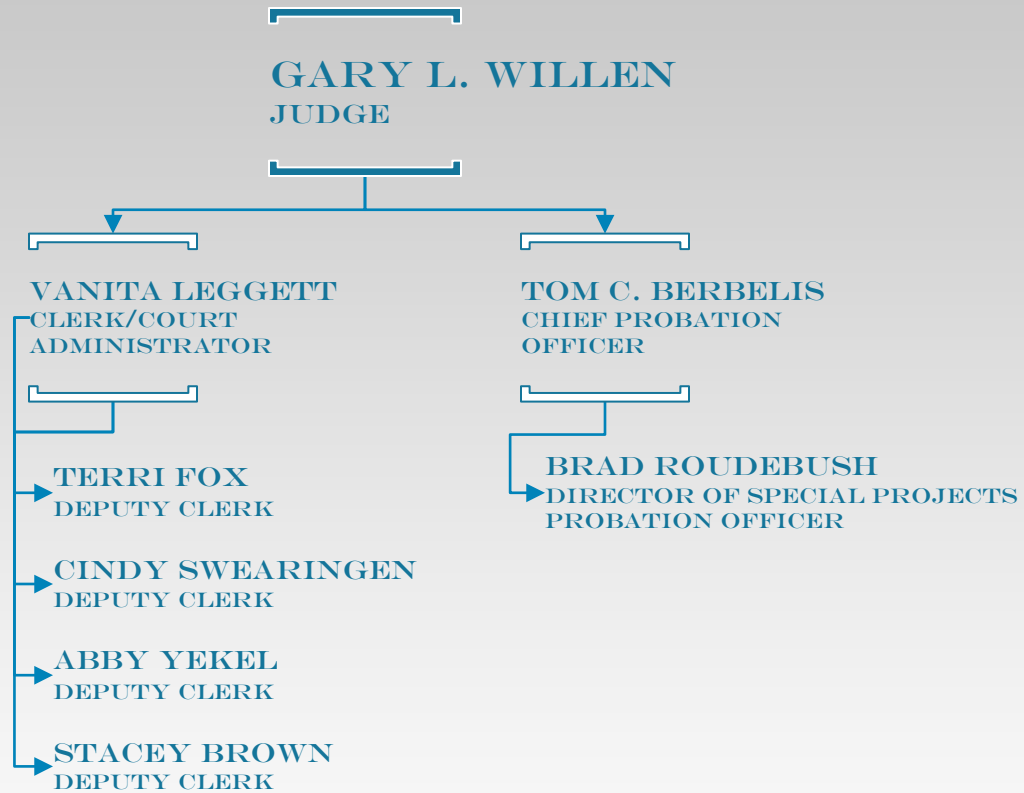 GARY L. WILLEN
JUDGE
VANITA LEGGETT
CLERK/COURT
ADMINISTRATOR
TOM C. BERBELIS
CHIEF PROBATION
OFFICER
TERRI FOX
DEPUTY CLERK
CINDY SWEARINGEN
DEPUTY CLERK
ABBY YEKEL
DEPUTY CLERK
STACEY BROWN
DEPUTY CLERK
BRAD ROUDEBUSH
DIRECTOR OF SPECIAL PROJECTS
PROBATION OFFICER